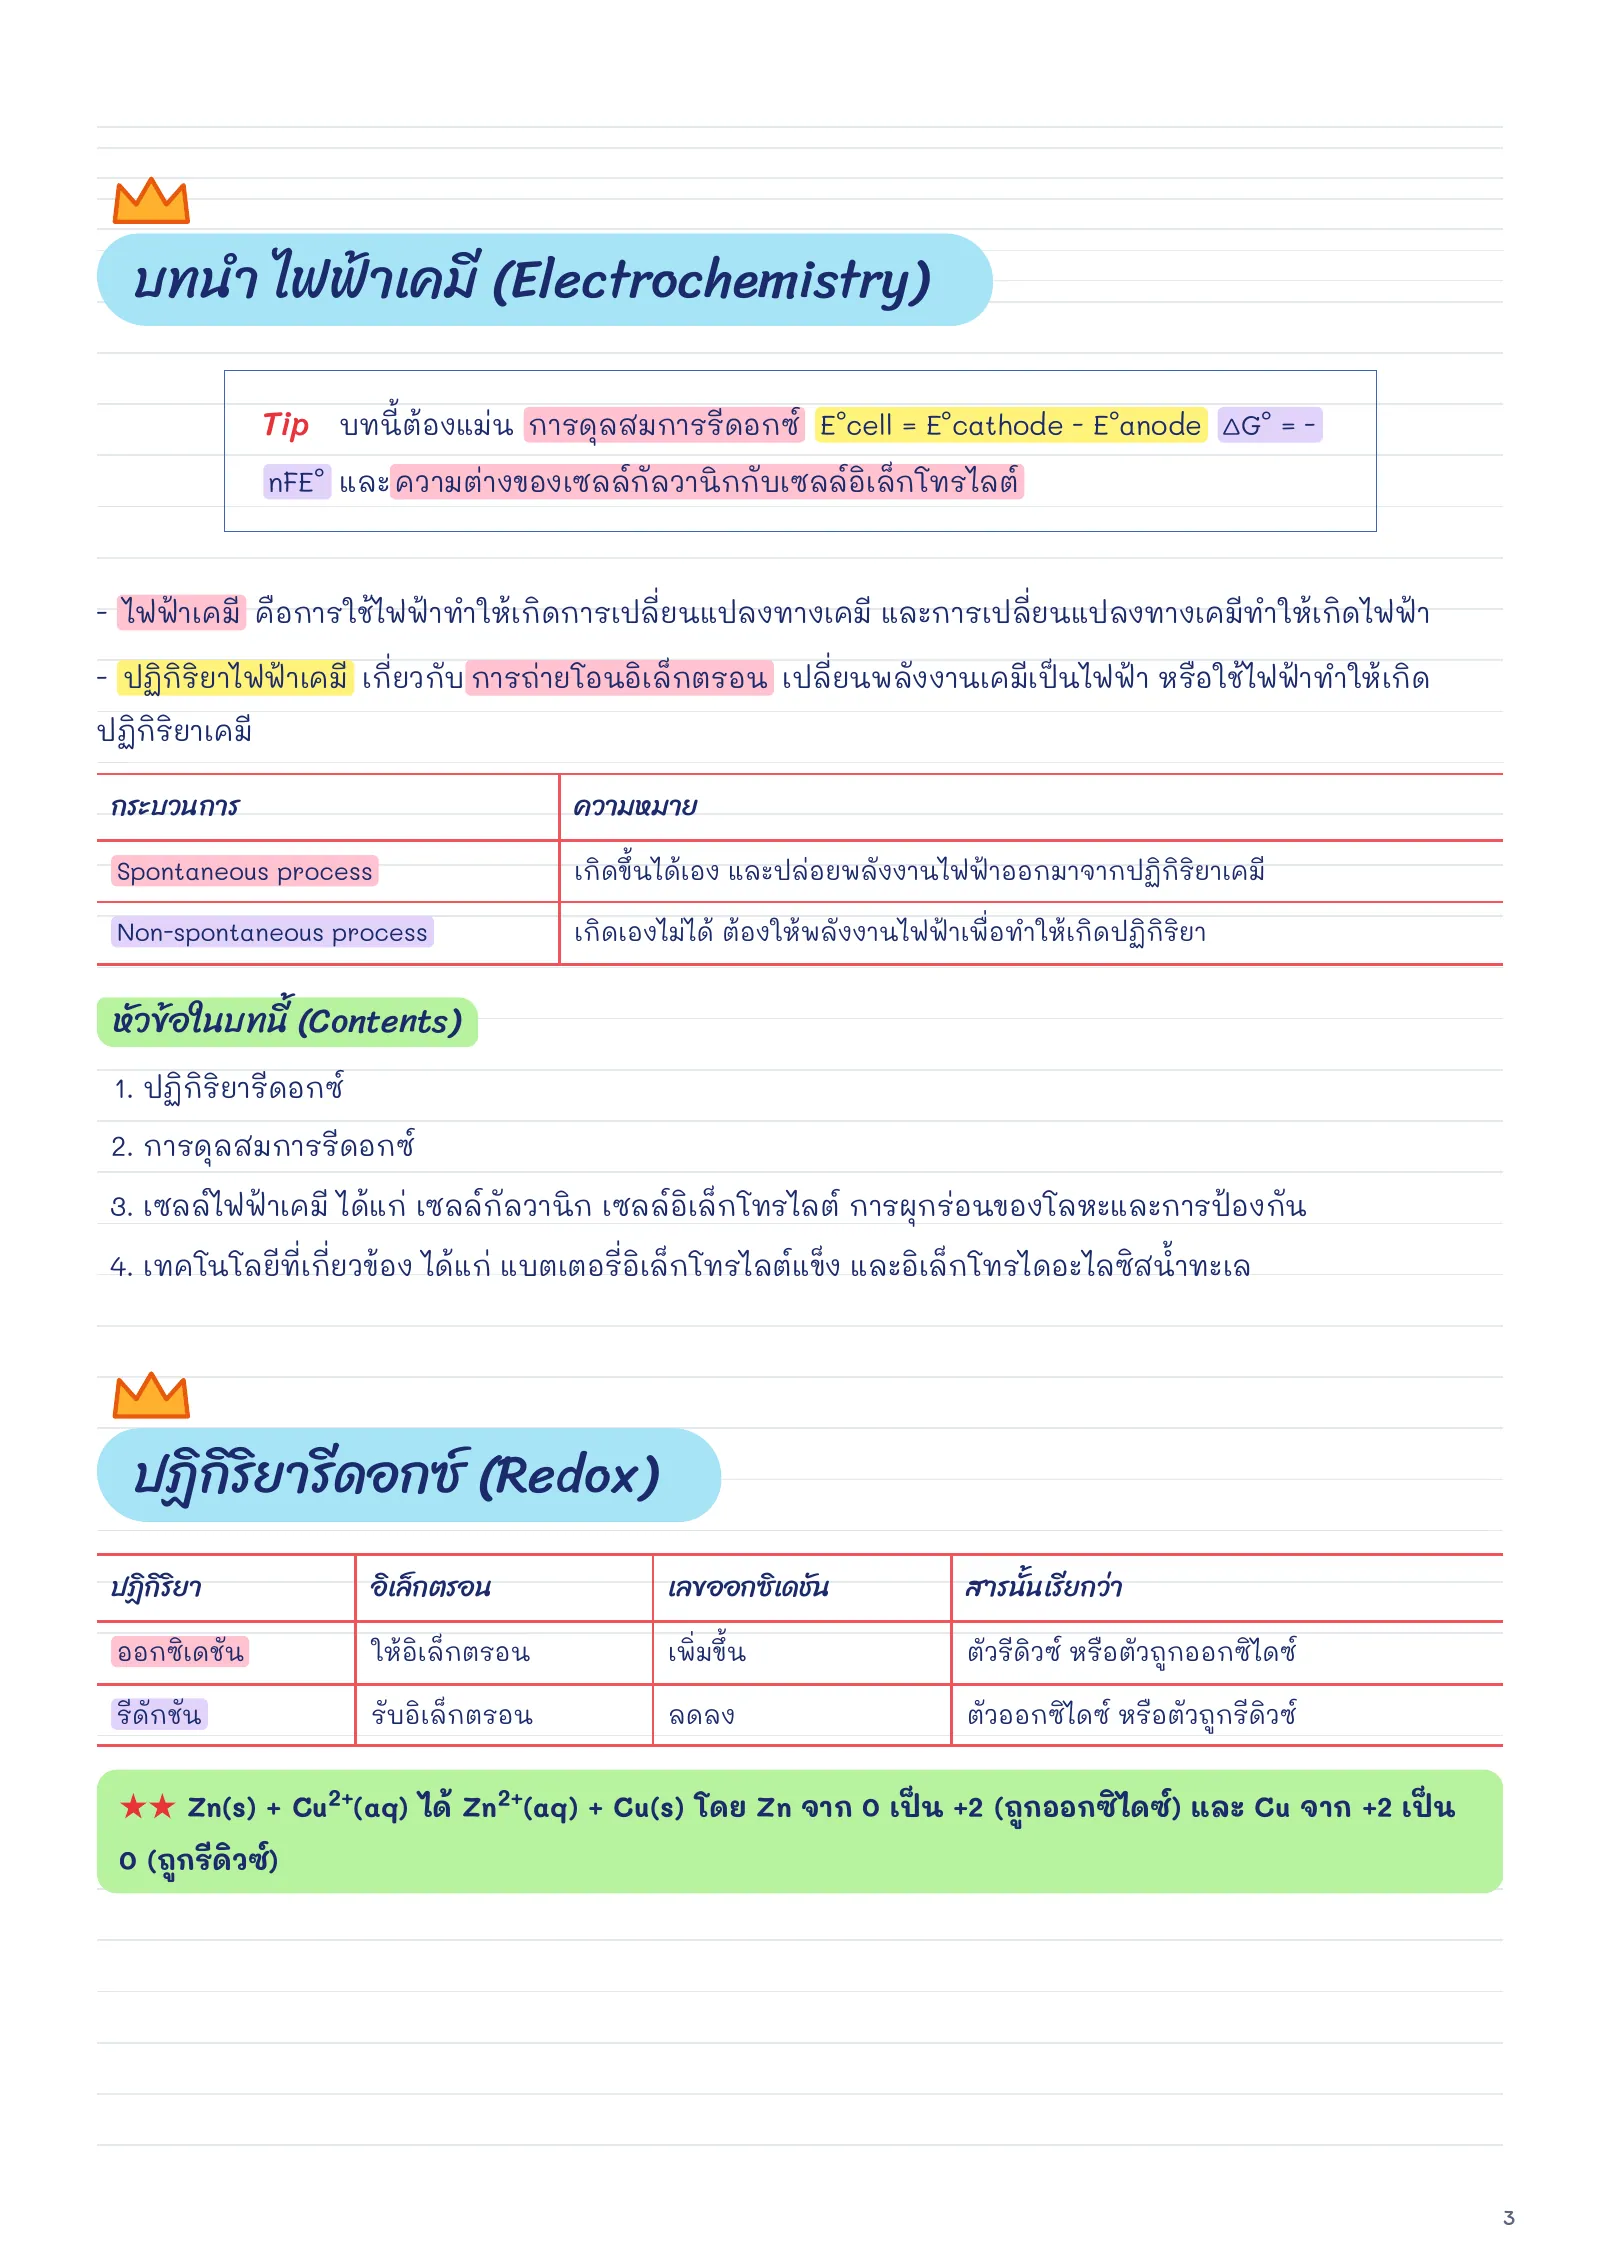 บทนำ ไฟฟ้าเคมี (Electrochemistry)
Tip บทนี้ต้องแม่น การดุลสมการรีดอกซ์ E°cell = E°cathode - E°anode ΔG° = -
nFE° และความต่างของเซลล์กัลวานิกกับเซลล์อิเล็กโทรไลต์
- ไฟฟ้าเคมี คือการใช้ไฟฟ้าทำให้เกิดการเปลี่ยนแปลงทางเคมี และการเปลี่ยนแปลงทางเคมีทำให้เกิดไฟฟ้า
- ปฏิกิริยาไฟฟ้าเคมี เกี่ยวกับการถ่ายโอนอิเล็กตรอน เปลี่ยนพลังงานเคมีเป็นไฟฟ้า หรือใช้ไฟฟ้าทำให้เกิด
ปฏิกิริยาเคมี
กระบวนการ ความหมาย
Spontaneous process เกิดขึ้นได้เอง และปล่อยพลังงานไฟฟ้าออกมาจากปฏิกิริยาเคมี
Non-spontaneous process เกิดเองไม่ได้ ต้องให้พลังงานไฟฟ้าเพื่อทำให้เกิดปฏิกิริยา
หัวข้อในบทนี้ (Contents)
1. ปฏิกิริยารีดอกซ์
2. การดุลสมการรีดอกซ์
3. เซลล์ไฟฟ้าเคมี ได้แก่ เซลล์กัลวานิก เซลล์อิเล็กโทรไลต์ การผุกร่อนของโลหะและการป้องกัน
4. เทคโนโลยีที่เกี่ยวข้อง ได้แก่ แบตเตอรี่อิเล็กโทรไลต์แข็ง และอิเล็กโทรไดอะไลซิสน้ำทะเล
ปฏิกิริยารีดอกซ์ (Redox)
ปฏิกิริยา อิเล็กตรอน เลขออกซิเดชัน สารนั้นเรียกว่า
ออกซิเดชัน ให้อิเล็กตรอน เพิ่มขึ้น ตัวรีดิวซ์ หรือตัวถูกออกซิไดซ์
รีดักชัน รับอิเล็กตรอน ลดลง ตัวออกซิไดซ์ หรือตัวถูกรีดิวซ์
★★ Zn(s) + Cu²⁺(aq) ได้ Zn²⁺(aq) + Cu(s) โดย Zn จาก 0 เป็น +2 (ถูกออกซิไดซ์) และ Cu จาก +2 เป็น
0 (ถูกรีดิวซ์)
3